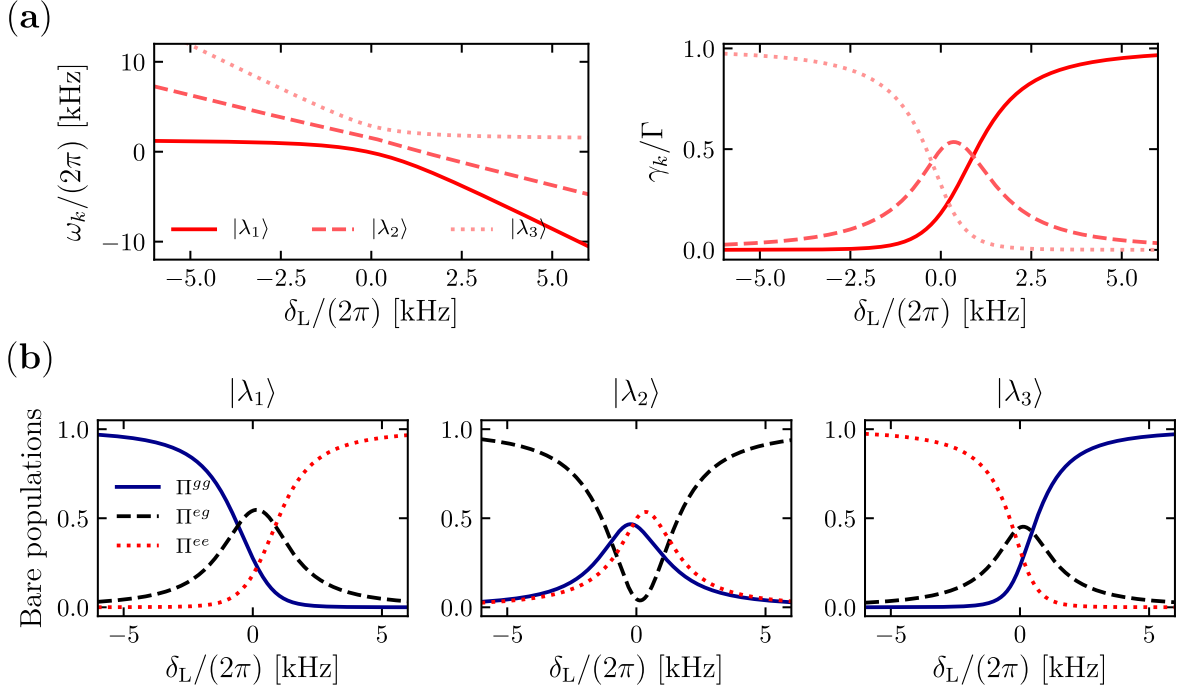 (a)
ω_k/(2π) [kHz]
10
0
−10
|λ₁⟩ |λ₂⟩ |λ₃⟩
−5.0 −2.5 0.0 2.5 5.0
δ_L/(2π) [kHz]
γ_k/Γ
1.0
0.5
0.0
−5.0 −2.5 0.0 2.5 5.0
δ_L/(2π) [kHz]
(b)
|λ₁⟩
Bare populations
1.0
0.5
0.0
Π^{gg}
Π^{eg}
Π^{ee}
−5 0 5
δ_L/(2π) [kHz]
|λ₂⟩
1.0
0.5
0.0
−5 0 5
δ_L/(2π) [kHz]
|λ₃⟩
1.0
0.5
0.0
−5 0 5
δ_L/(2π) [kHz]